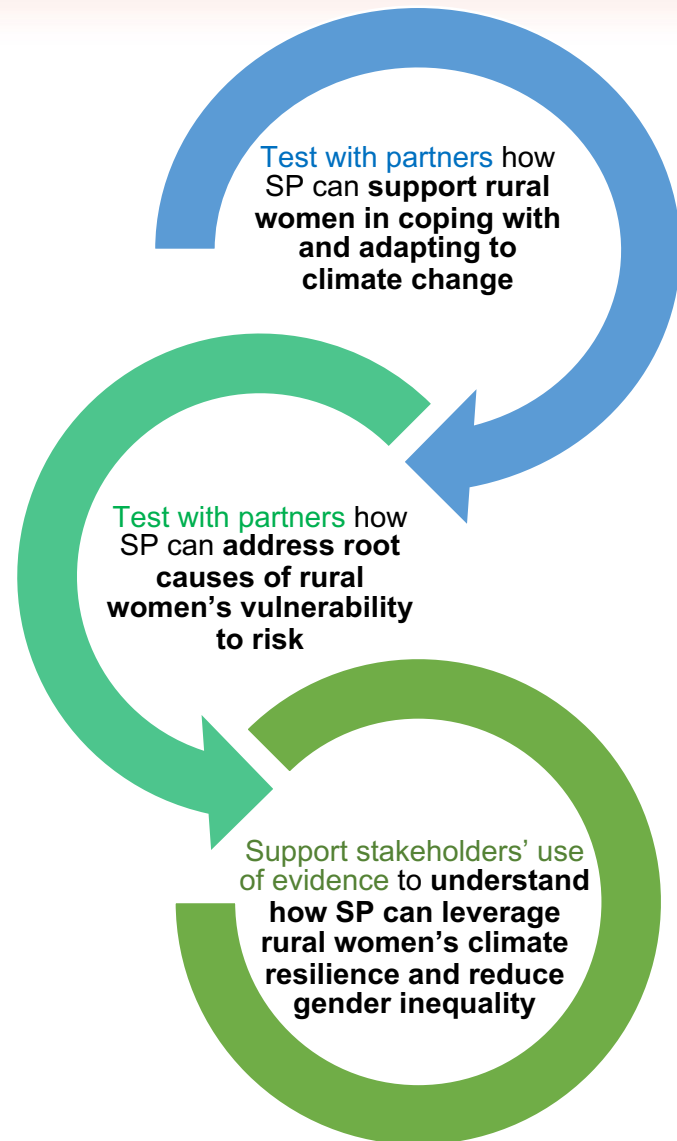 Test with partners how
SP can support rural
women in coping with
and adapting to
climate change
Test with partners how
SP can address root
causes of rural
women’s vulnerability
to risk
Support stakeholders’ use
of evidence to understand
how SP can leverage
rural women’s climate
resilience and reduce
gender inequality